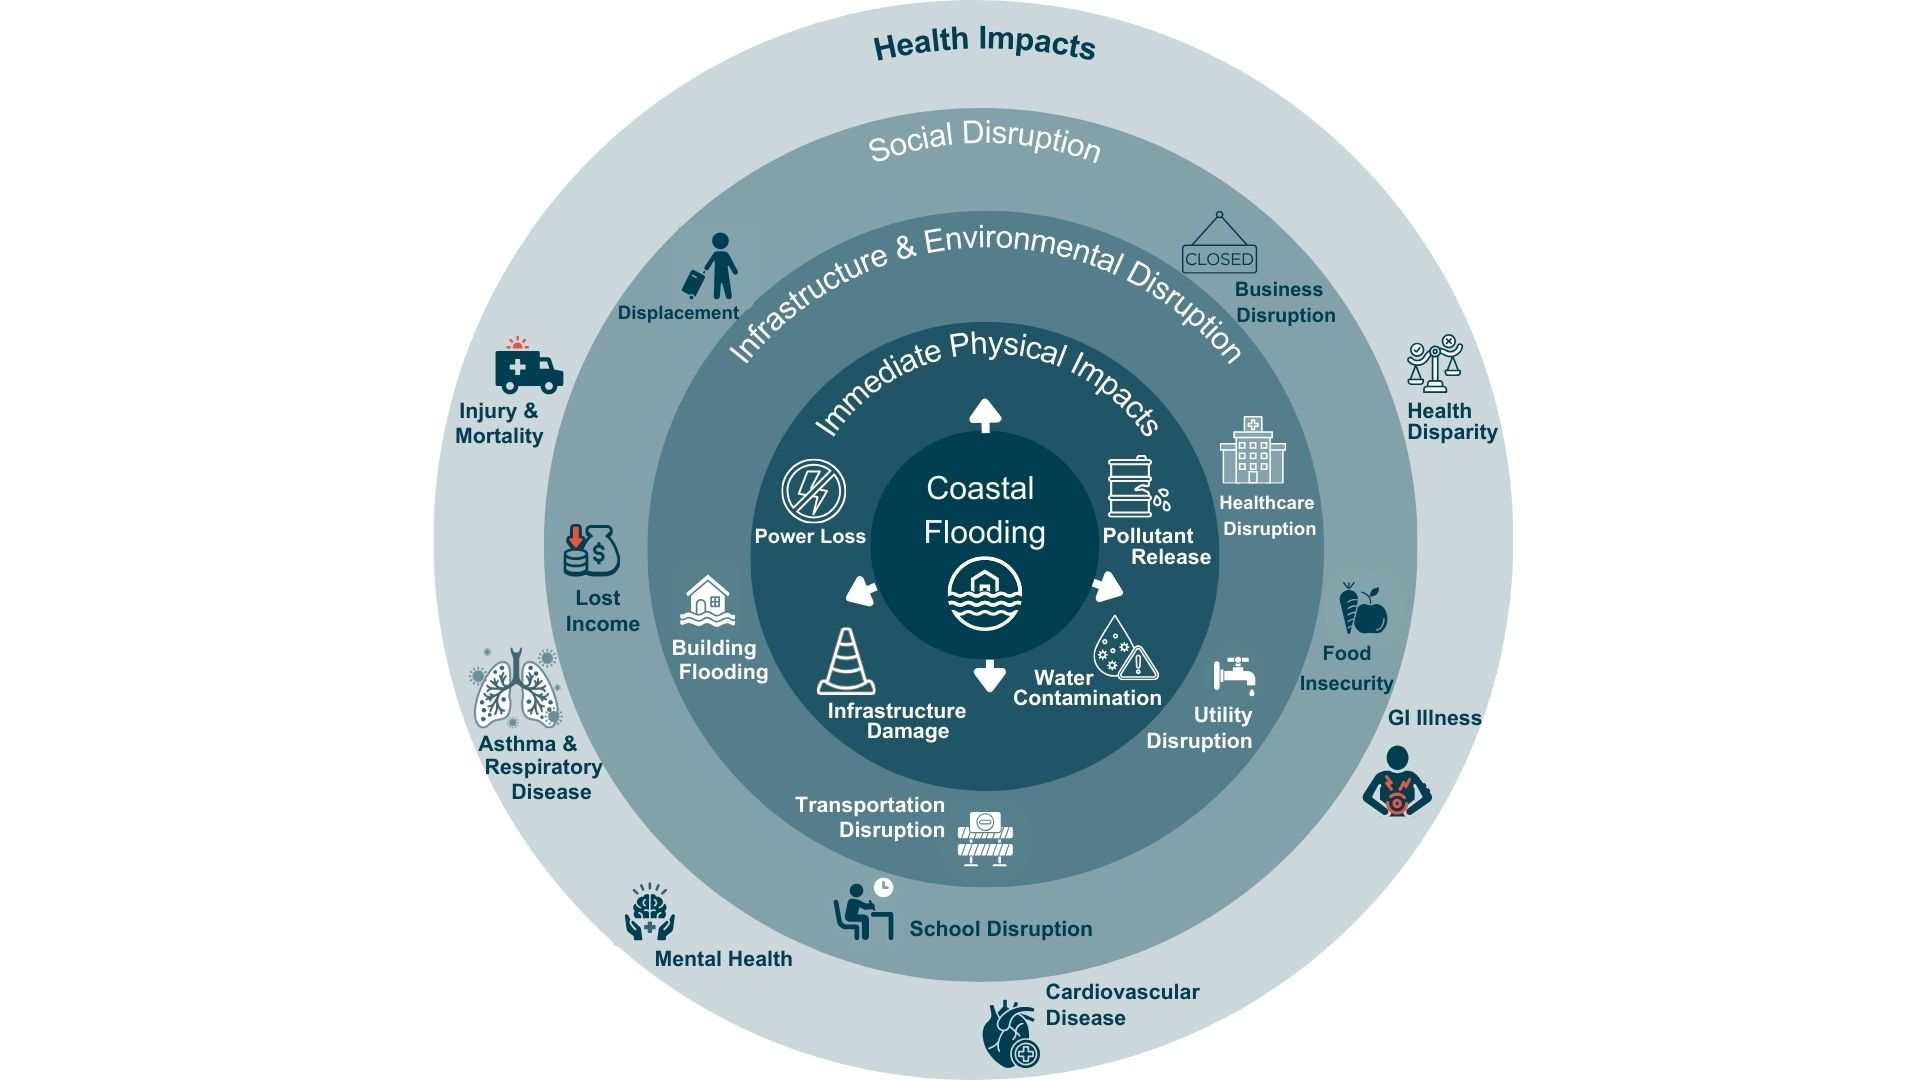 Health Impacts
Social Disruption
Infrastructure & Environmental Disruption
Immediate Physical Impacts
Coastal
Flooding
Power Loss
Pollutant
Release
Infrastructure
Damage
Water
Contamination
Healthcare
Disruption
Building
Flooding
Utility
Disruption
Transportation
Disruption
Displacement
CLOSED
Business
Disruption
Lost
Income
Food
Insecurity
School Disruption
Injury &
Mortality
Health
Disparity
Asthma &
Respiratory
Disease
GI Illness
Mental Health
Cardiovascular
Disease